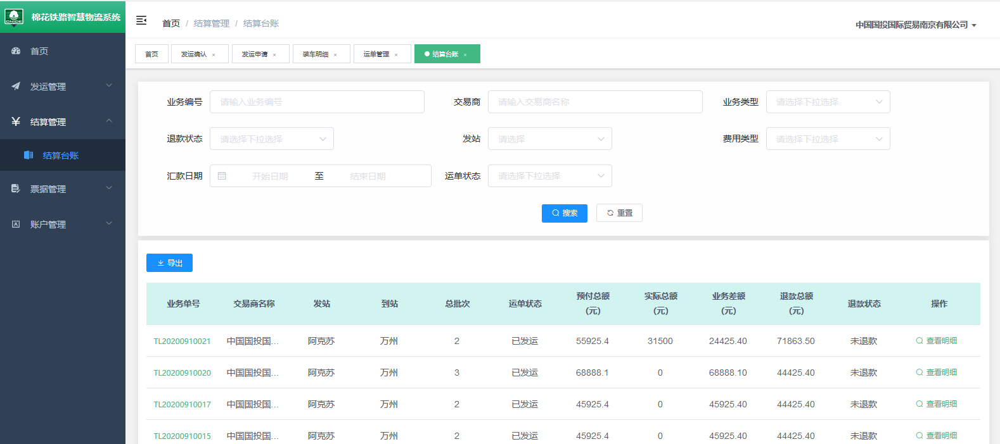 棉花铁路智慧物流系统
首页 / 结算管理 / 结算台账
中国国投国际贸易南京有限公司
首页
发运管理
结算管理
结算台账
票据管理
账户管理
首页 发运确认 × 发运申请 × 装车明细 × 运单管理 × 结算台账 ×
业务编号 请输入业务编号 交易商 请输入交易商名称 业务类型 请选择下拉选择
退款状态 请选择下拉选择 发站 请选择 费用类型 请选择下拉选择
汇款日期 开始日期 至 结束日期 运单状态 请选择下拉选择
搜索 重置
导出
业务单号 交易商名称 发站 到站 总批次 运单状态 预付总额(元) 实际总额(元) 业务差额(元) 退款总额(元) 退款状态 操作
TL20200910021 中国国投国... 阿克苏 万州 2 已发运 55925.4 31500 24425.40 71863.50 未退款 查看明细
TL20200910020 中国国投国... 阿克苏 万州 3 已发运 68888.1 0 68888.10 44425.40 未退款 查看明细
TL20200910017 中国国投国... 阿克苏 万州 2 已发运 45925.4 0 45925.40 44425.40 未退款 查看明细
TL20200910015 中国国投国... 阿克苏 万州 2 已发运 45925.4 0 45925.40 44425.40 未退款 查看明细